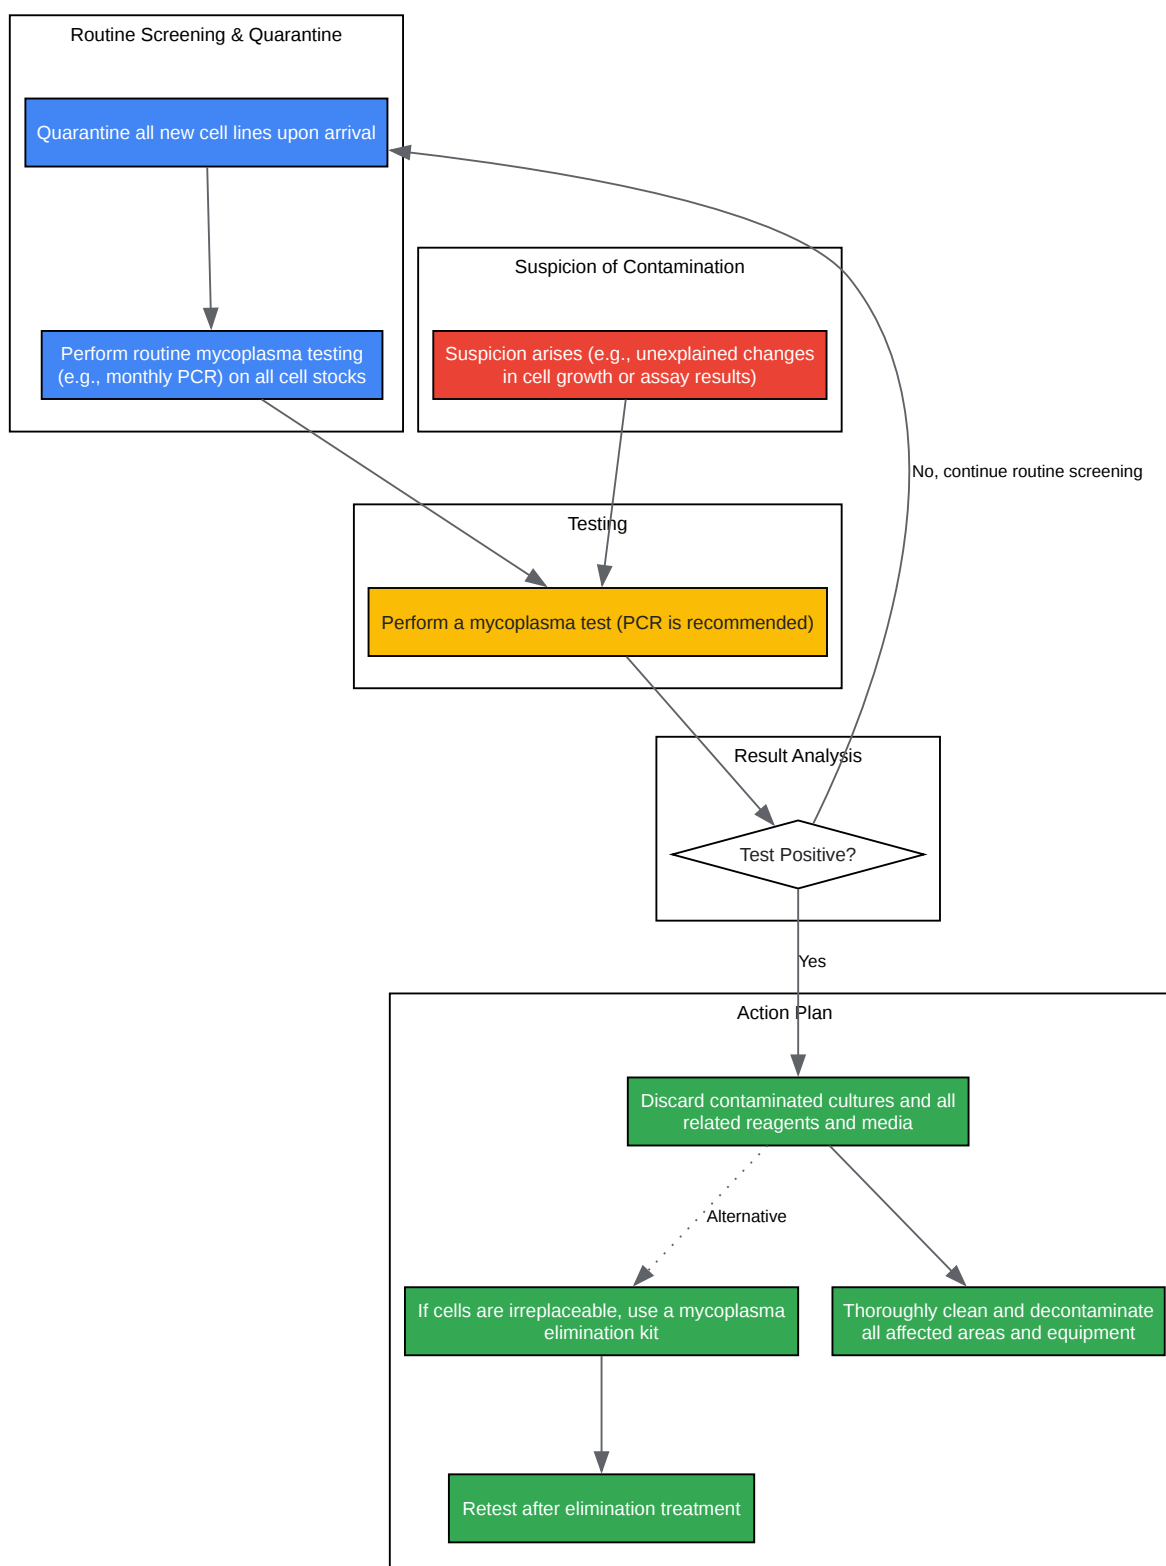 Routine Screening & Quarantine
Quarantine all new cell lines upon arrival
Suspicion of Contamination
Perform routine mycoplasma testing
(e.g., monthly PCR) on all cell stocks
Suspicion arises (e.g., unexplained changes
in cell growth or assay results)
No, continue routine screening
Testing
Perform a mycoplasma test (PCR is recommended)
Result Analysis
Test Positive?
Yes
Action Plan
Discard contaminated cultures and all
related reagents and media
Alternative
If cells are irreplaceable, use a mycoplasma
elimination kit
Thoroughly clean and decontaminate
all affected areas and equipment
Retest after elimination treatment